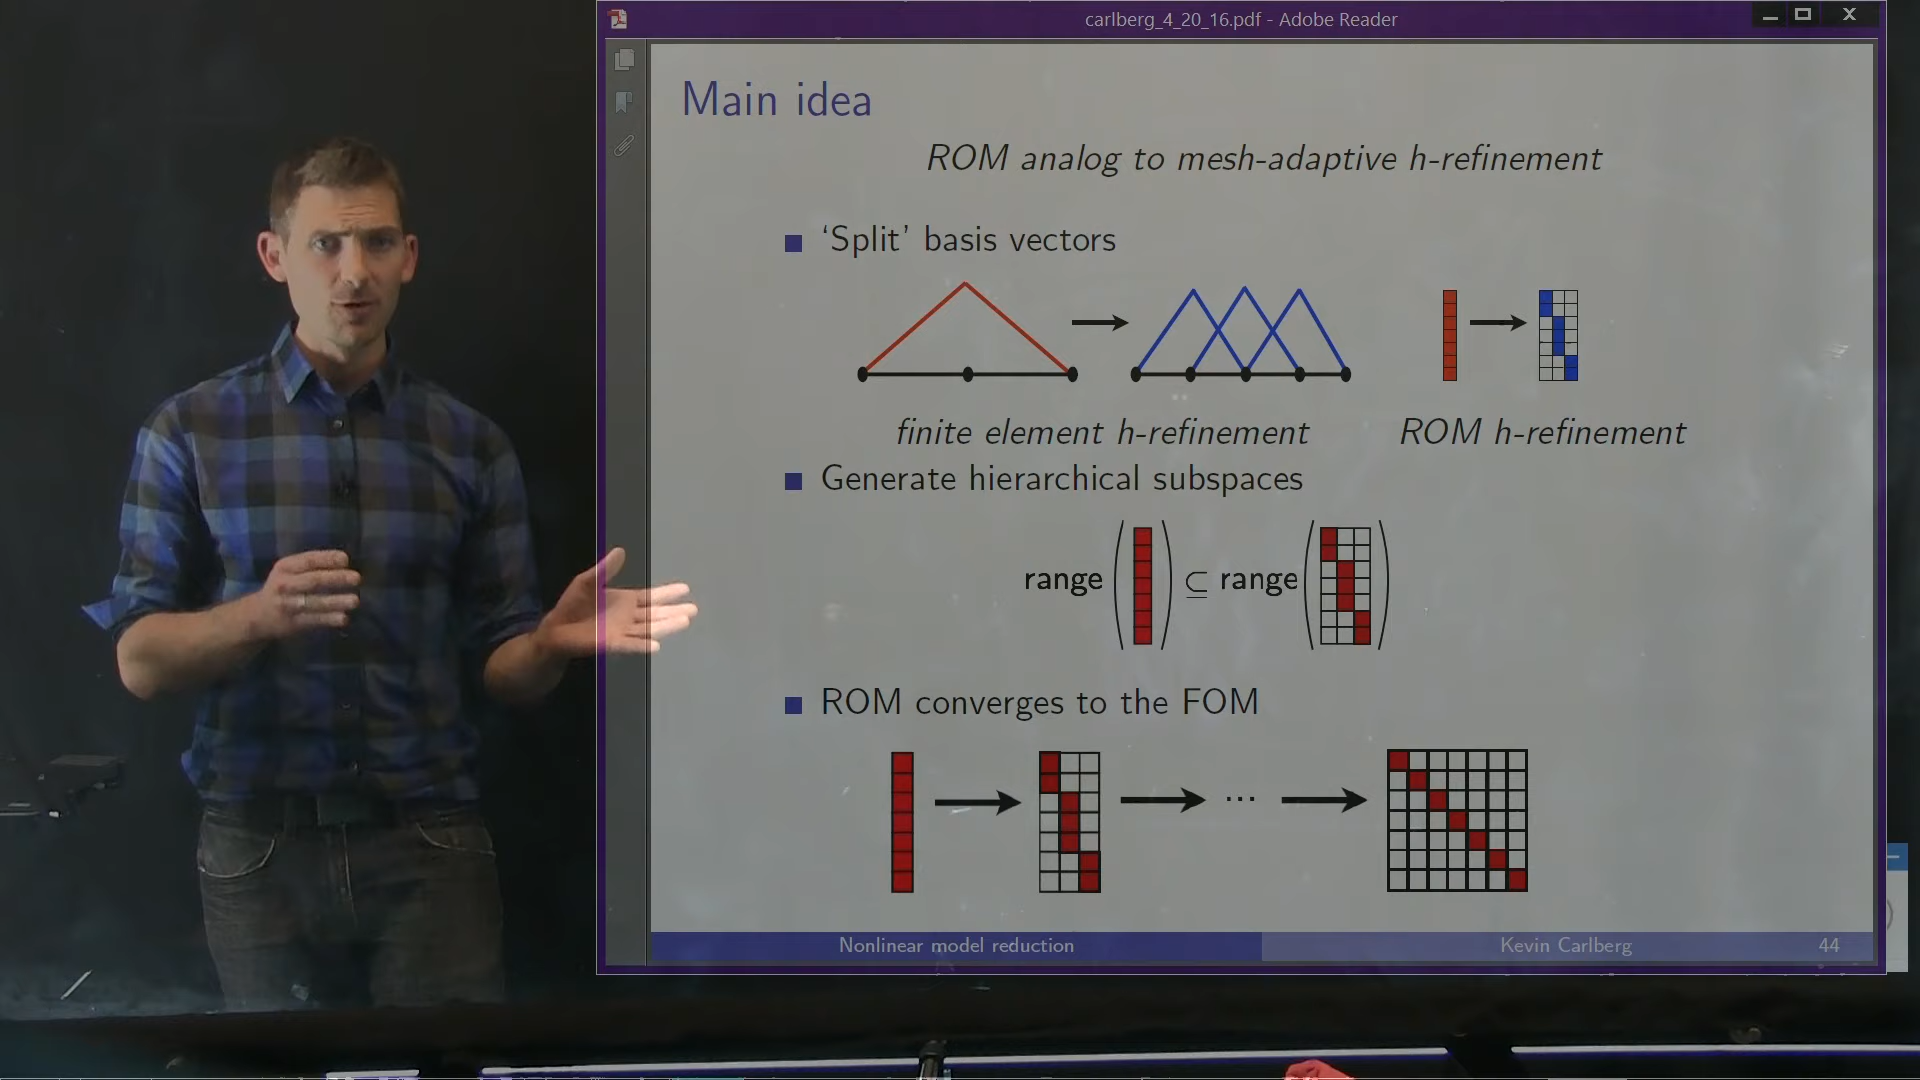 carlberg_4_20_16.pdf - Adobe Reader
Main idea
ROM analog to mesh-adaptive h-refinement
‘Split’ basis vectors
finite element h-refinement ROM h-refinement
Generate hierarchical subspaces
range ( ) ⊆ range ( )
ROM converges to the FOM
...
Nonlinear model reduction Kevin Carlberg 44